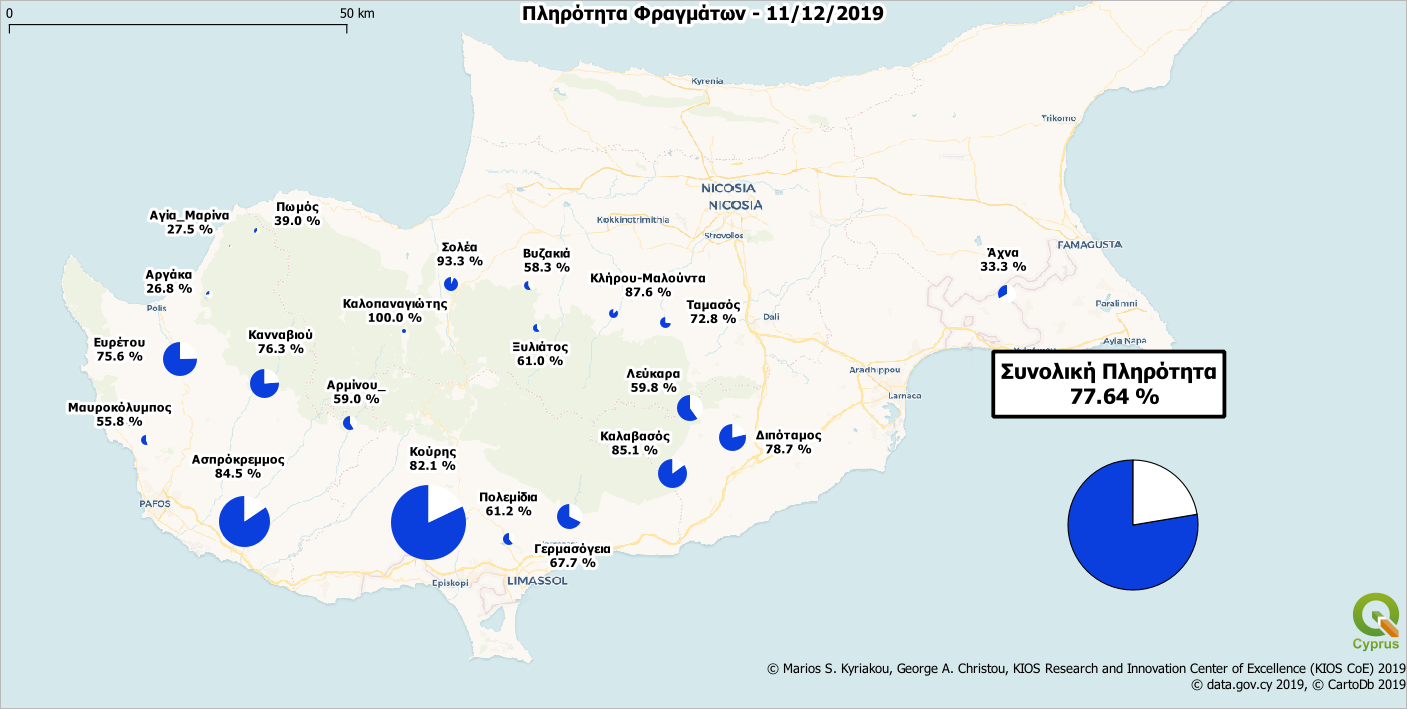 0
50 km
Πληρότητα Φραγμάτων - 11/12/2019
Kyrenia
Trikomo
NICOSIA
NICOSIA
Kokkinotrimithia
Strovolos
Πωμός
39.0 %
Αγία_Μαρίνα
27.5 %
Σολέα
93.3 %
Βυζακιά
58.3 %
Άχνα
33.3 %
FAMAGUSTA
Αργάκα
26.8 %
Κλήρου-Μαλούντα
87.6 %
Καλοπαναγιώτης
100.0 %
Ταμασός
72.8 %
Polis
Dali
Paralimni
Ευρέτου
75.6 %
Κανναβιού
76.3 %
Ξυλιάτος
61.0 %
Ayia Napa
Λεύκαρα
59.8 %
Aradhippou
Συνολική Πληρότητα
77.64 %
Αρμίνου_
59.0 %
Larnaca
Μαυροκόλυμπος
55.8 %
Καλαβασός
85.1 %
Διπόταμος
78.7 %
Ασπρόκρεμμος
84.5 %
Κούρης
82.1 %
PAFOS
Πολεμίδια
61.2 %
Γερμασόγεια
67.7 %
Episkopi
LIMASSOL
Cyprus
© Marios S. Kyriakou, George A. Christou, KIOS Research and Innovation Center of Excellence (KIOS CoE) 2019
© data.gov.cy 2019, © CartoDb 2019